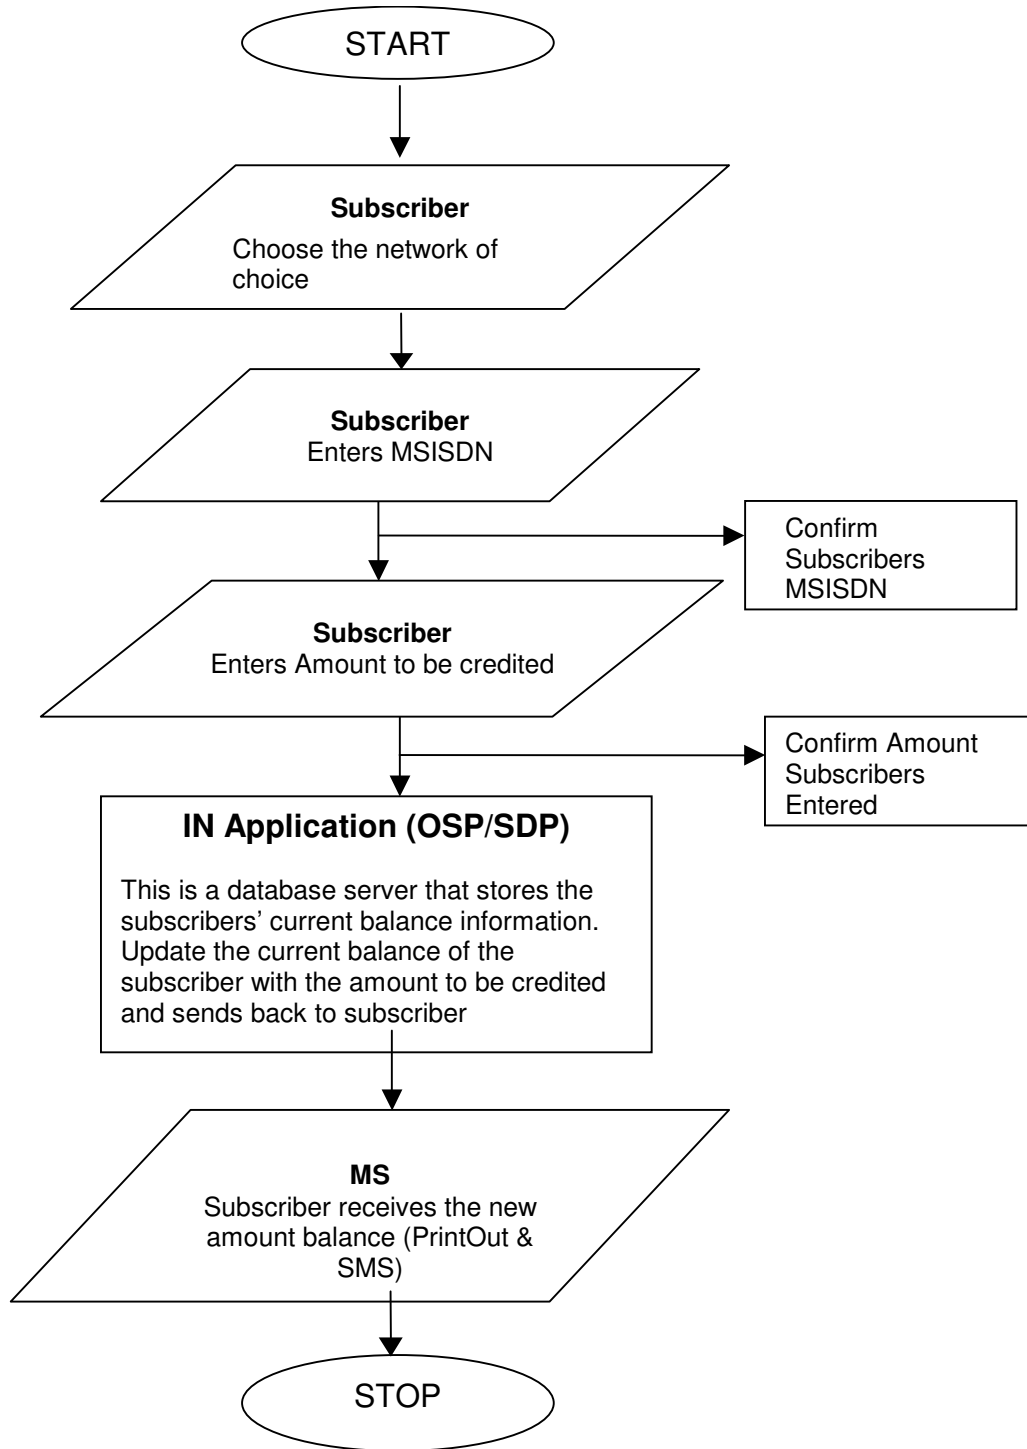 START
Subscriber
Choose the network of
choice
Subscriber
Enters MSISDN
Confirm
Subscribers
MSISDN
Subscriber
Enters Amount to be credited
Confirm Amount
Subscribers
Entered
IN Application (OSP/SDP)
This is a database server that stores the
subscribers’ current balance information.
Update the current balance of the
subscriber with the amount to be credited
and sends back to subscriber
MS
Subscriber receives the new
amount balance (PrintOut &
SMS)
STOP